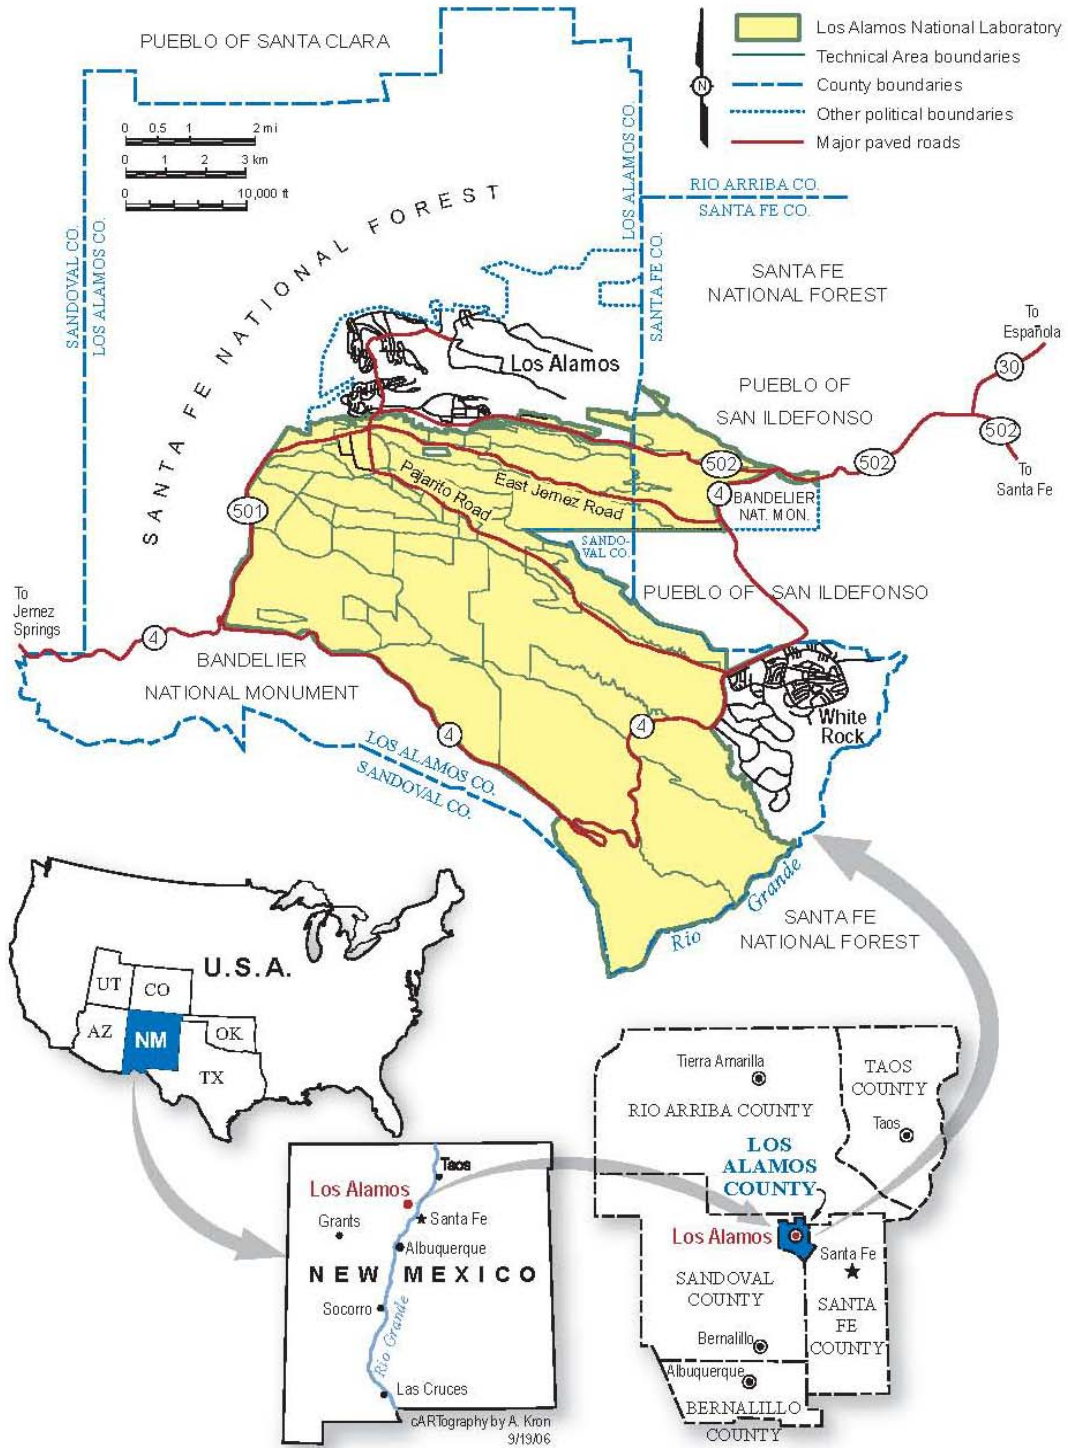 PUEBLO OF SANTA CLARA
Los Alamos National Laboratory
Technical Area boundaries
County boundaries
Other political boundaries
Major paved roads
N
0 0.5 1 2 mi
0 1 2 3 km
0 10,000 ft
SANDOVAL CO.
LOS ALAMOS CO.
LOS ALAMOS CO.
SANTA FE CO.
RIO ARRIBA CO.
SANTA FE CO.
SANTA FE NATIONAL FOREST
SANTA FE
NATIONAL FOREST
To
Española
30
Los Alamos
PUEBLO OF
SAN ILDEFONSO
502
To
Santa Fe
502
502
4
BANDELIER
NAT. MON.
Pajarito Road
East Jemez Road
501
SANDO-
VAL CO.
PUEBLO OF SAN ILDEFONSO
To
Jemez
Springs
4
BANDELIER
NATIONAL MONUMENT
White
Rock
4
4
LOS ALAMOS CO.
SANDOVAL CO.
Rio Grande
SANTA FE
NATIONAL FOREST
U.S.A.
UT
CO
AZ
NM
OK
TX
Taos
Los Alamos
Grants
Santa Fe
Albuquerque
NEW MEXICO
Socorro
Rio Grande
Las Cruces
cARTography by A. Kron
9/19/06
Tierra Amarilla
RIO ARRIBA COUNTY
TAOS
COUNTY
Taos
LOS
ALAMOS
COUNTY
Los Alamos
Santa Fe
SANDOVAL
COUNTY
SANTA
FE
COUNTY
Bernalillo
Albuquerque
BERNALILLO
COUNTY